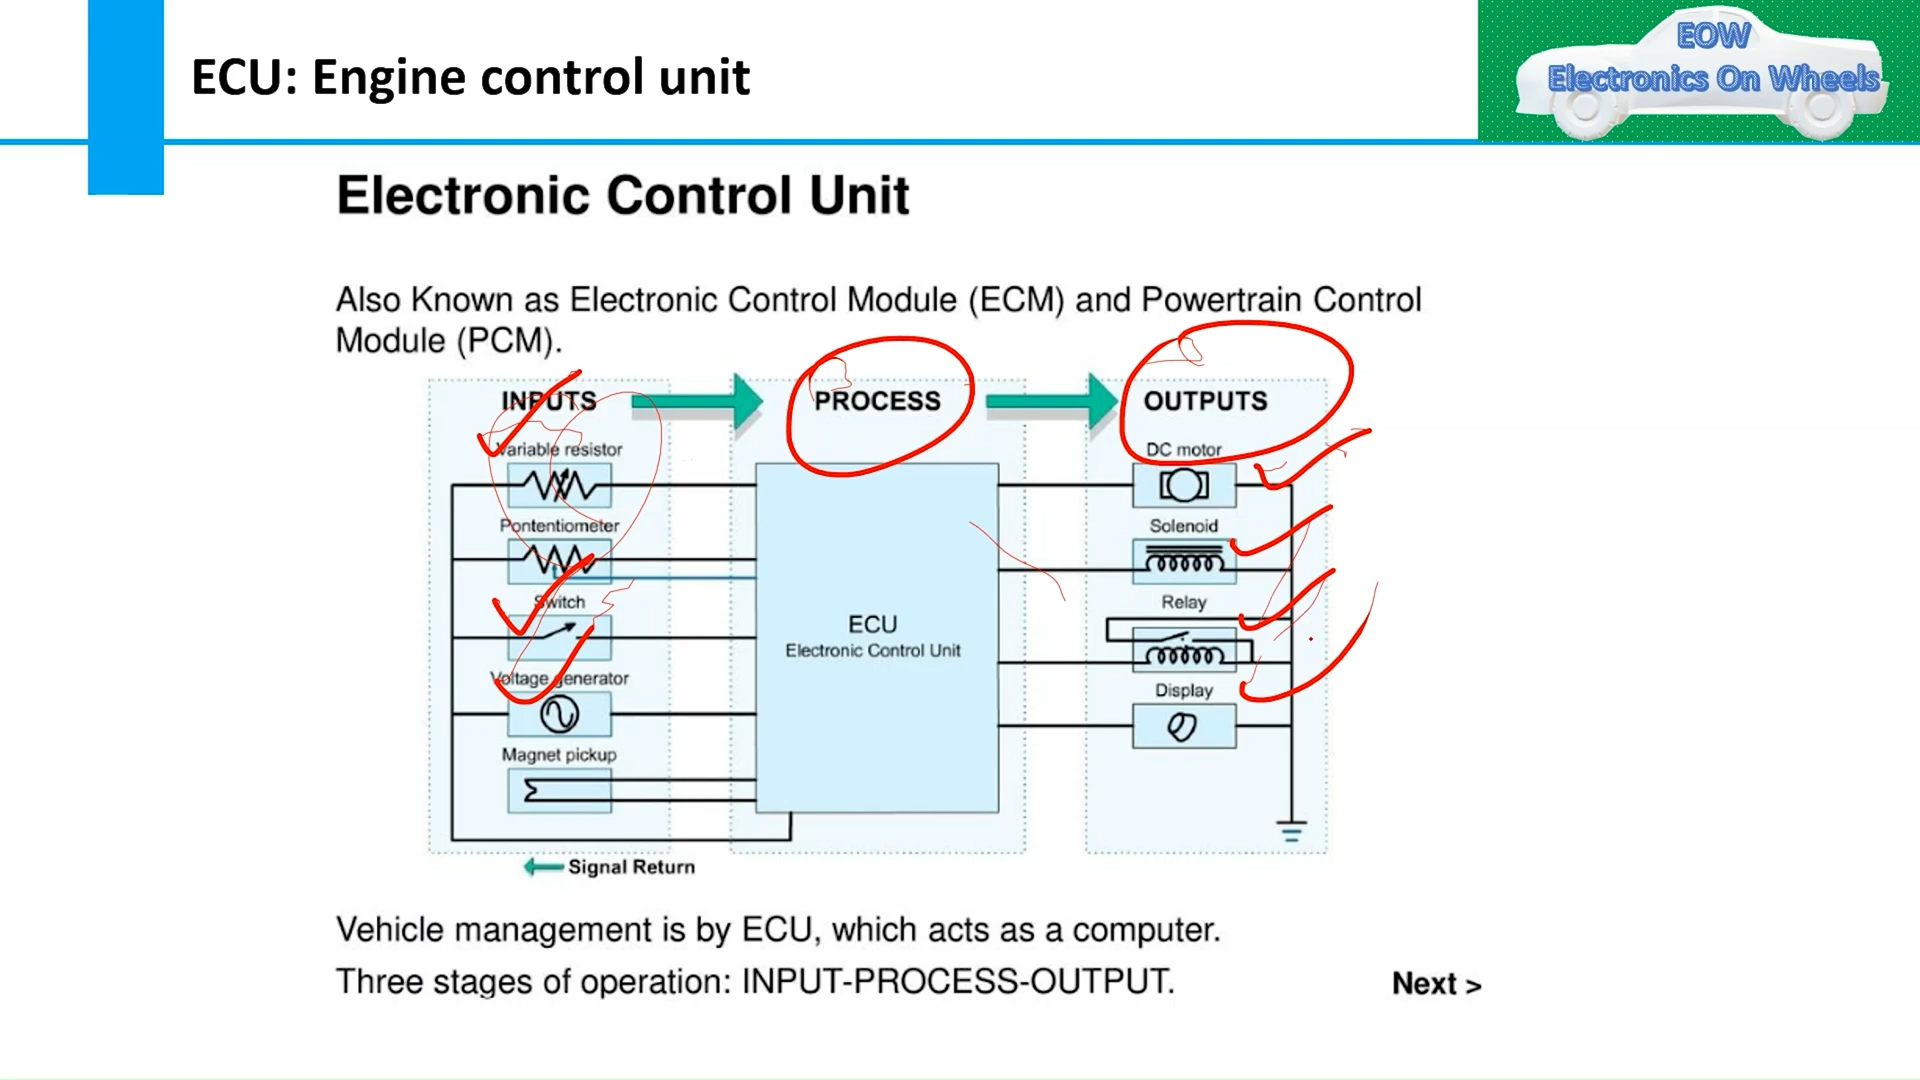 ECU: Engine control unit
EOW
Electronics On Wheels
Electronic Control Unit
Also Known as Electronic Control Module (ECM) and Powertrain Control
Module (PCM).
INPUTS
PROCESS
OUTPUTS
Variable resistor
DC motor
Pontentiometer
Solenoid
Switch
Relay
ECU
Electronic Control Unit
Voltage generator
Display
Magnet pickup
Signal Return
Vehicle management is by ECU, which acts as a computer.
Three stages of operation: INPUT-PROCESS-OUTPUT.
Next >